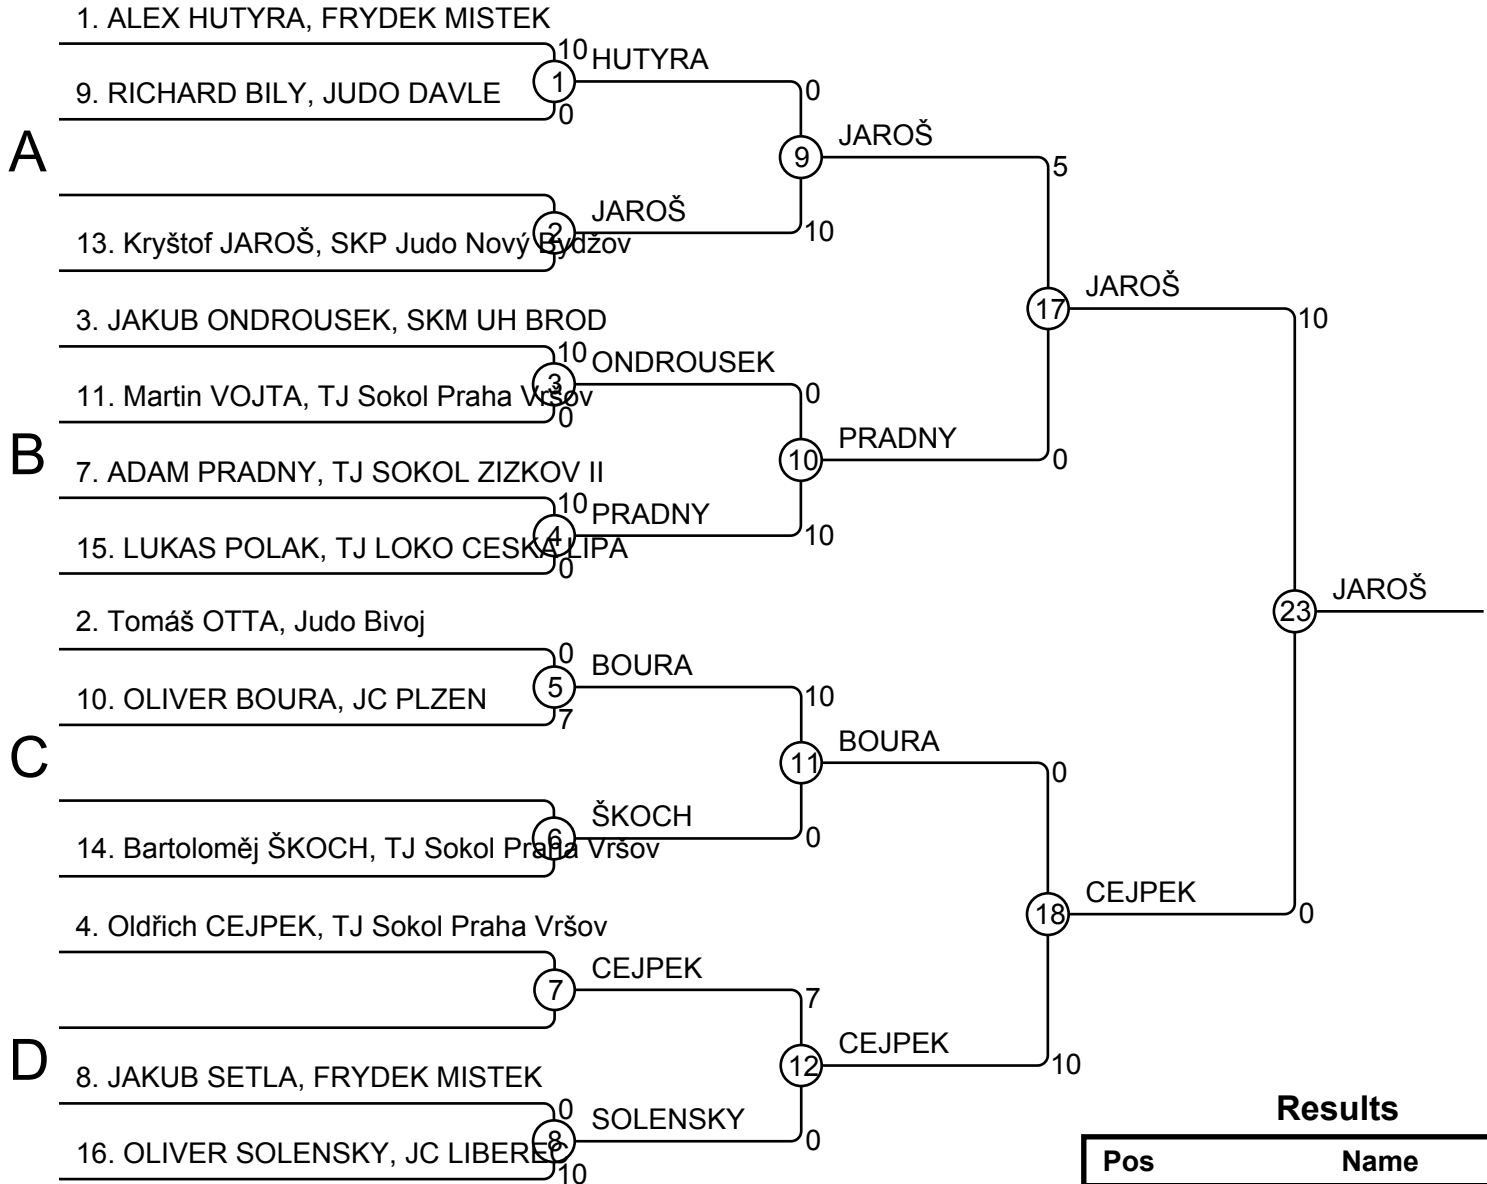 1. ALEX HUTYRA, FRYDEK MISTEK
10
HUTYRA
1
0
9. RICHARD BILY, JUDO DAVLE
0
A
JAROŠ
9
5
JAROŠ
2
10
13. Kryštof JAROŠ, SKP Judo Nový Bydžov
3. JAKUB ONDROUSEK, SKM UH BROD
JAROŠ
17
10
10
ONDROUSEK
3
0
11. Martin VOJTA, TJ Sokol Praha Vršov
0
B
PRADNY
10
0
7. ADAM PRADNY, TJ SOKOL ZIZKOV II
10
PRADNY
4
10
15. LUKAS POLAK, TJ LOKO CESKA LIPA
0
JAROŠ
23
2. Tomáš OTTA, Judo Bivoj
0
BOURA
5
10
10. OLIVER BOURA, JC PLZEN
7
C
BOURA
11
0
ŠKOCH
6
0
14. Bartoloměj ŠKOCH, TJ Sokol Praha Vršov
CEJPEK
18
0
4. Oldřich CEJPEK, TJ Sokol Praha Vršov
CEJPEK
7
7
D
CEJPEK
12
10
8. JAKUB SETLA, FRYDEK MISTEK
0
SOLENSKY
8
0
16. OLIVER SOLENSKY, JC LIBEREC
10
Results
Pos Name